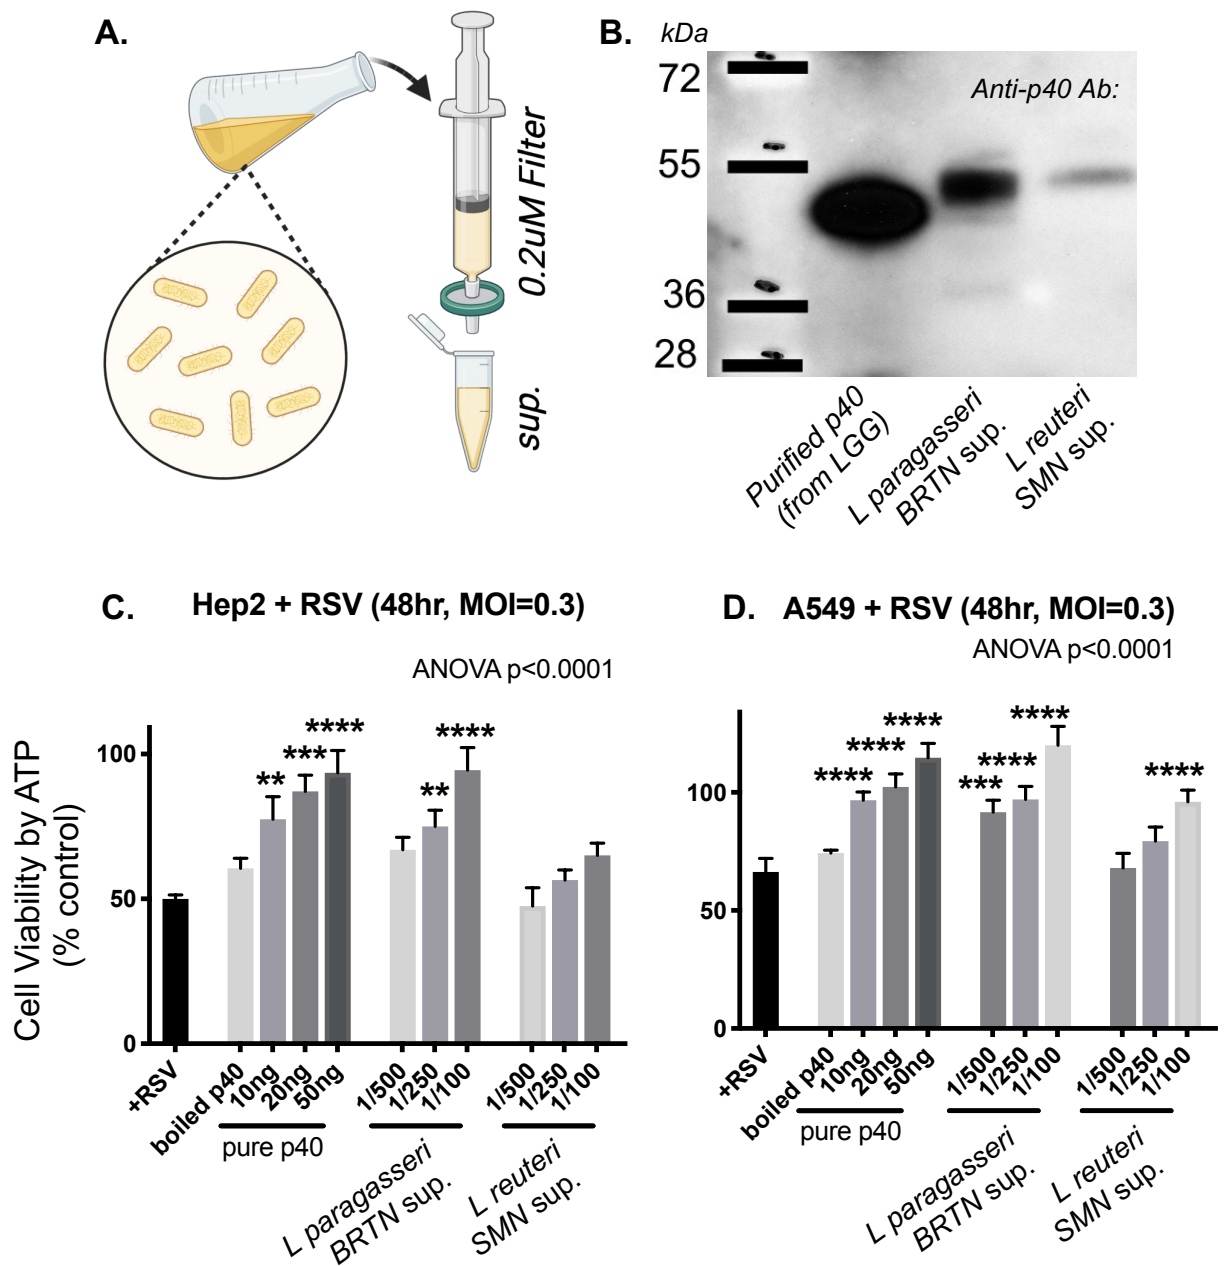 A.
0.2uM Filter
sup.
B. kDa
72
55
36
28
Anti-p40 Ab:
Purified p40
(from LGG)
L paragasseri
BRTN sup.
L reuteri
SMN sup.
C. Hep2 + RSV (48hr, MOI=0.3)
ANOVA p<0.0001
Cell Viability by ATP
(% control)
100
50
0
** *** **** ** ****
+RSV
boiled p40
10ng
20ng
50ng
1/500
1/250
1/100
1/500
1/250
1/100
pure p40
L paragasseri
BRTN sup.
L reuteri
SMN sup.
D. A549 + RSV (48hr, MOI=0.3)
ANOVA p<0.0001
100
50
0
**** **** **** *** **** **** ****
+RSV
boiled p40
10ng
20ng
50ng
1/500
1/250
1/100
1/500
1/250
1/100
pure p40
L paragasseri
BRTN sup.
L reuteri
SMN sup.